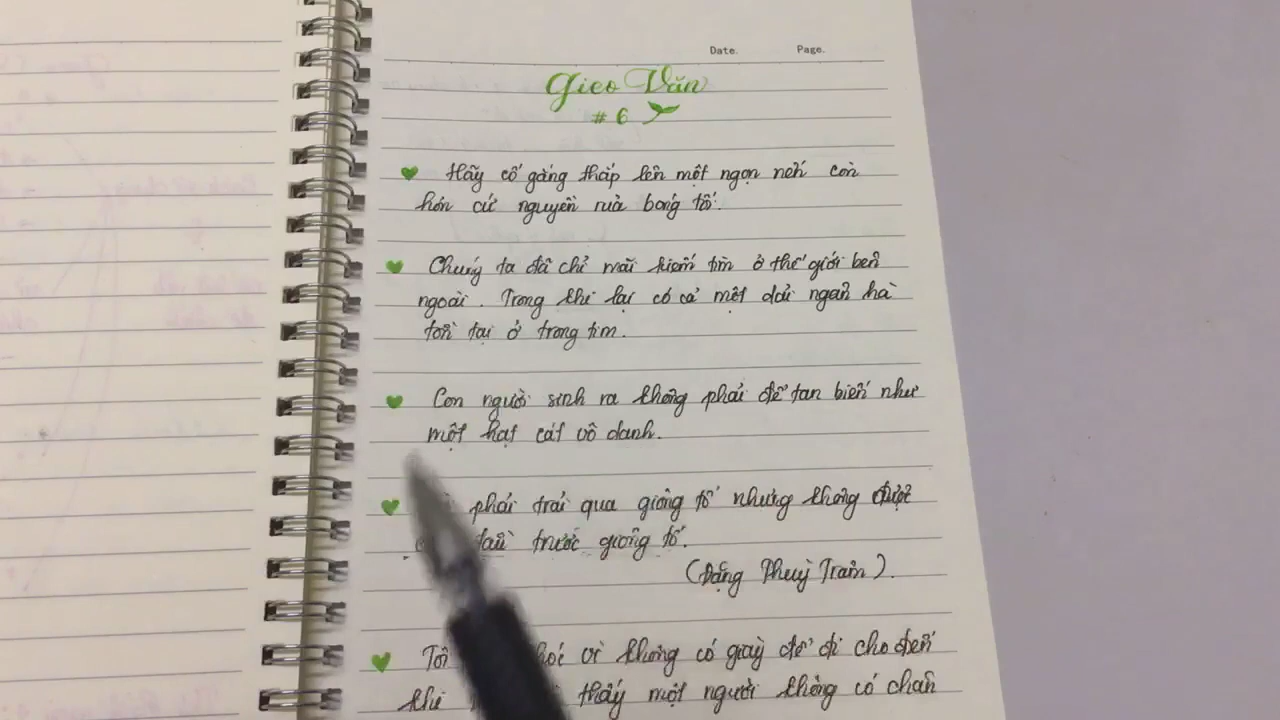 Date. Page.
Gieo Văn
# 6
Hãy cố gắng thắp lên một ngọn nến còn
hơn cứ nguyền rủa bóng tối.
Chúng ta đã chỉ mải kiếm tìm ở thế giới bên
ngoài. Trong khi lại có cả một dải ngân hà
tồn tại ở trong tim.
Con người sinh ra không phải để tan biến như
một hạt cát vô danh.
phải trải qua giông tố nhưng không được
đầu trước giông tố.
(Đặng Thuỳ Trâm).
Tôi vì không có giày để đi cho đến
khi thấy một người không có chân